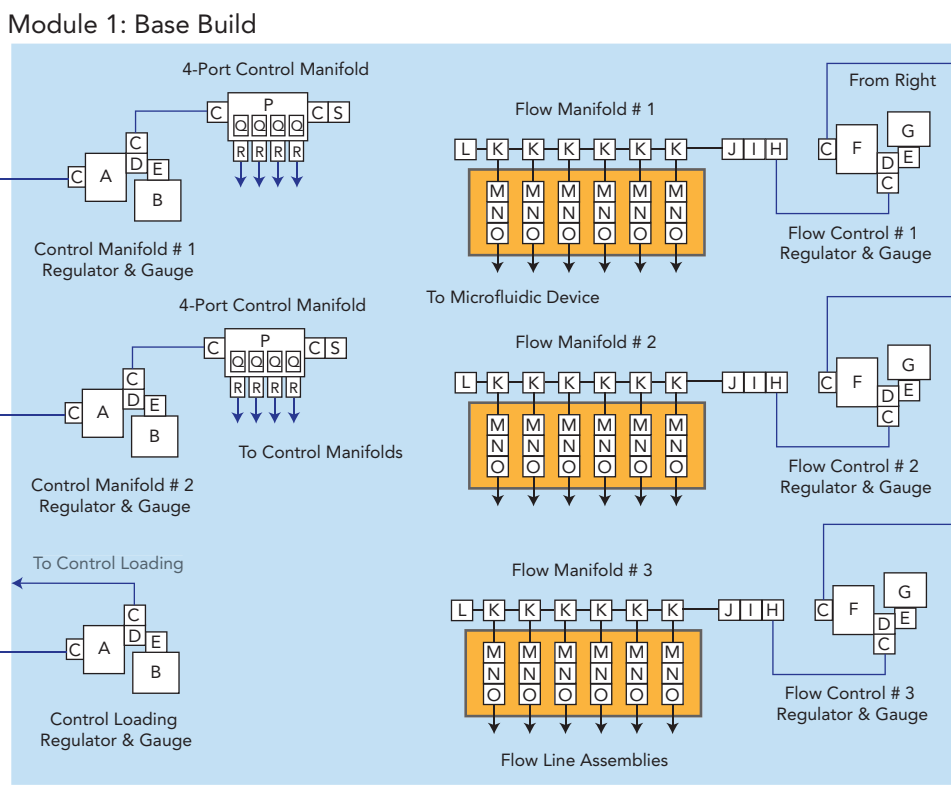 Module 1: Base Build
4-Port Control Manifold
C P C S
Q Q Q Q
R R R R
C
D E
C A
B
Control Manifold # 1
Regulator & Gauge
4-Port Control Manifold
C P C S
Q Q Q Q
R R R R
C
D E
C A
B
To Control Manifolds
Control Manifold # 2
Regulator & Gauge
To Control Loading
C
D E
C A
B
Control Loading
Regulator & Gauge
Flow Manifold # 1
L K K K K K K J I H
M M M M M M
N N N N N N
O O O O O O
To Microfluidic Device
From Right
G
C F
D E
C
Flow Control # 1
Regulator & Gauge
Flow Manifold # 2
L K K K K K K J I H
M M M M M M
N N N N N N
O O O O O O
G
C F
D E
C
Flow Control # 2
Regulator & Gauge
Flow Manifold # 3
L K K K K K K J I H
M M M M M M
N N N N N N
O O O O O O
G
C F
D E
C
Flow Control # 3
Regulator & Gauge
Flow Line Assemblies